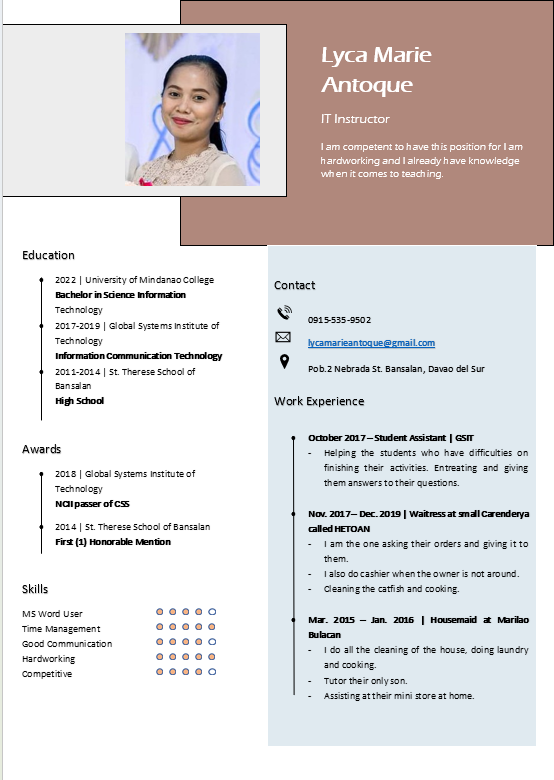 Lyca Marie
Antoque
IT Instructor
I am competent to have this position for I am
hardworking and I already have knowledge
when it comes to teaching.
Education
2022 | University of Mindanao College
Bachelor in Science Information
Technology
2017-2019 | Global Systems Institute of
Technology
Information Communication Technology
2011-2014 | St. Therese School of
Bansalan
High School
Awards
2018 | Global Systems Institute of
Technology
NCII passer of CSS
2014 | St. Therese School of Bansalan
First (1) Honorable Mention
Skills
MS Word User
Time Management
Good Communication
Hardworking
Competitive
Contact
0915-535-9502
lycamarieantoque@gmail.com
Pob.2 Nebrada St. Bansalan, Davao del Sur
Work Experience
October 2017 – Student Assistant | GSIT
- Helping the students who have difficulties on
finishing their activities. Entreating and giving
them answers to their questions.
Nov. 2017 – Dec. 2019 | Waitress at small Carenderya
called HETOAN
- I am the one asking their orders and giving it to
them.
- I also do cashier when the owner is not around.
- Cleaning the catfish and cooking.
Mar. 2015 – Jan. 2016 | Housemaid at Marilao
Bulacan
- I do all the cleaning of the house, doing laundry
and cooking.
- Tutor their only son.
- Assisting at their mini store at home.